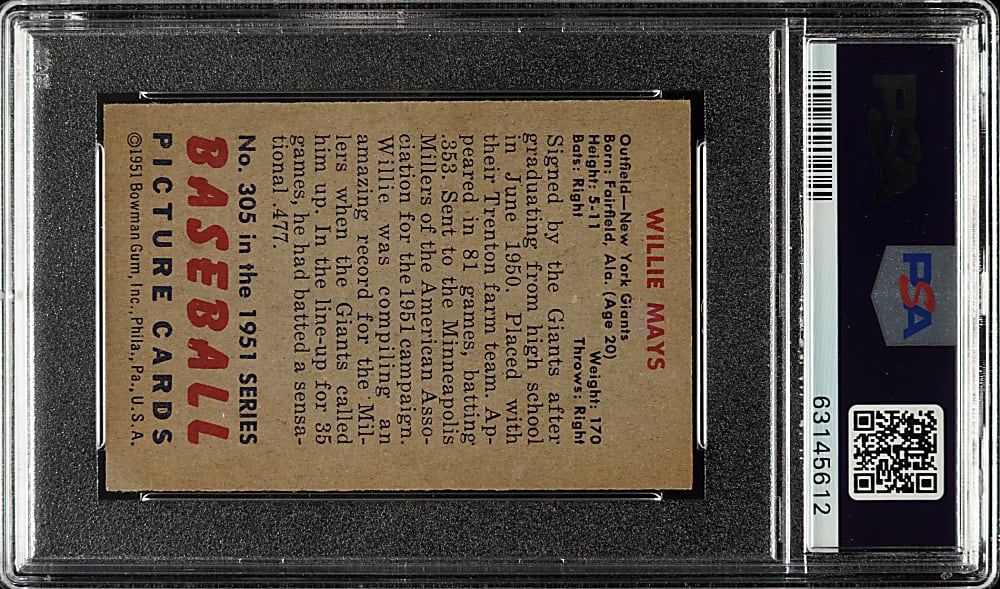 PSA
PSA
63145612
WILLIE MAYS
Outfield—New York Giants
Born: Fairfield, Ala. (Age 20)
Height: 5-11 Weight: 170
Bats: Right Throws: Right
Signed by the Giants after
graduating from high school
in June 1950. Placed with
their Trenton farm team. Ap-
peared in 81 games, batting
.353. Sent to the Minneapolis
Millers of the American Asso-
ciation for the 1951 campaign.
Willie was compiling an
amazing record for the Mil-
lers when the Giants called
him up. In the line-up for 35
games, he had batted a sensa-
tional .477.
No. 305 in the 1951 SERIES
BASEBALL
PICTURE CARDS
©1951 Bowman Gum, Inc., Phila., Pa., U.S.A.